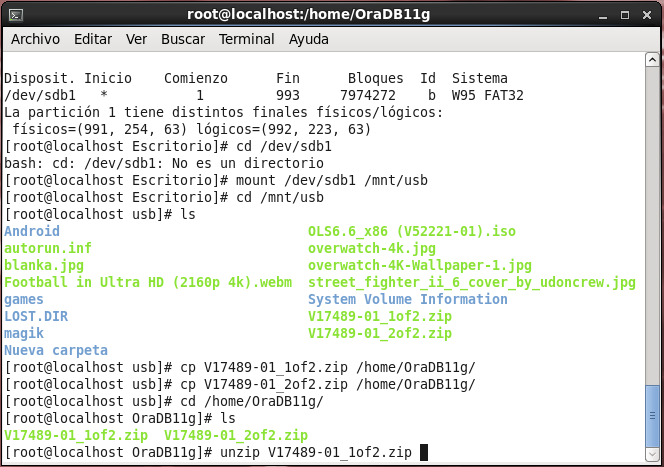 root@localhost:/home/OraDB11g
Archivo Editar Ver Buscar Terminal Ayuda
Disposit. Inicio    Comienzo      Fin      Bloques  Id  Sistema
/dev/sdb1   *           1         993     7974272    b  W95 FAT32
La partición 1 tiene distintos finales físicos/lógicos:
 físicos=(991, 254, 63) lógicos=(992, 223, 63)
[root@localhost Escritorio]# cd /dev/sdb1
bash: cd: /dev/sdb1: No es un directorio
[root@localhost Escritorio]# mount /dev/sdb1 /mnt/usb
[root@localhost Escritorio]# cd /mnt/usb
[root@localhost usb]# ls
Android                               OLS6.6_x86 (V52221-01).iso
autorun.inf                           overwatch-4k.jpg
blanka.jpg                            overwatch-4K-Wallpaper-1.jpg
Football in Ultra HD (2160p 4k).webm  street_fighter_ii_6_cover_by_udoncrew.jpg
games                                 System Volume Information
LOST.DIR                              V17489-01_1of2.zip
magik                                 V17489-01_2of2.zip
Nueva carpeta
[root@localhost usb]# cp V17489-01_1of2.zip /home/OraDB11g/
[root@localhost usb]# cp V17489-01_2of2.zip /home/OraDB11g/
[root@localhost usb]# cd /home/OraDB11g/
[root@localhost OraDB11g]# ls
V17489-01_1of2.zip  V17489-01_2of2.zip
[root@localhost OraDB11g]# unzip V17489-01_1of2.zip